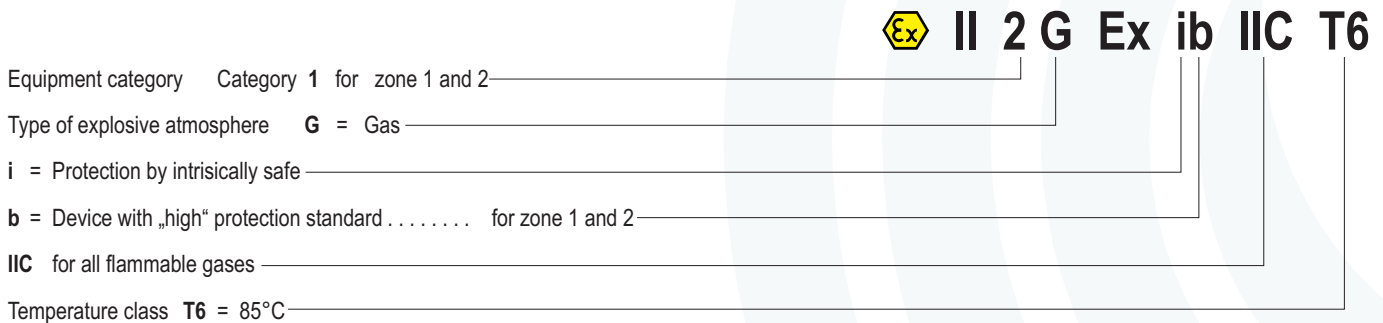 Ex II 2 G Ex ib IIC T6
Equipment category Category 1 for zone 1 and 2
Type of explosive atmosphere G = Gas
i = Protection by intrisically safe
b = Device with „high“ protection standard . . . . . . . . for zone 1 and 2
IIC for all flammable gases
Temperature class T6 = 85°C